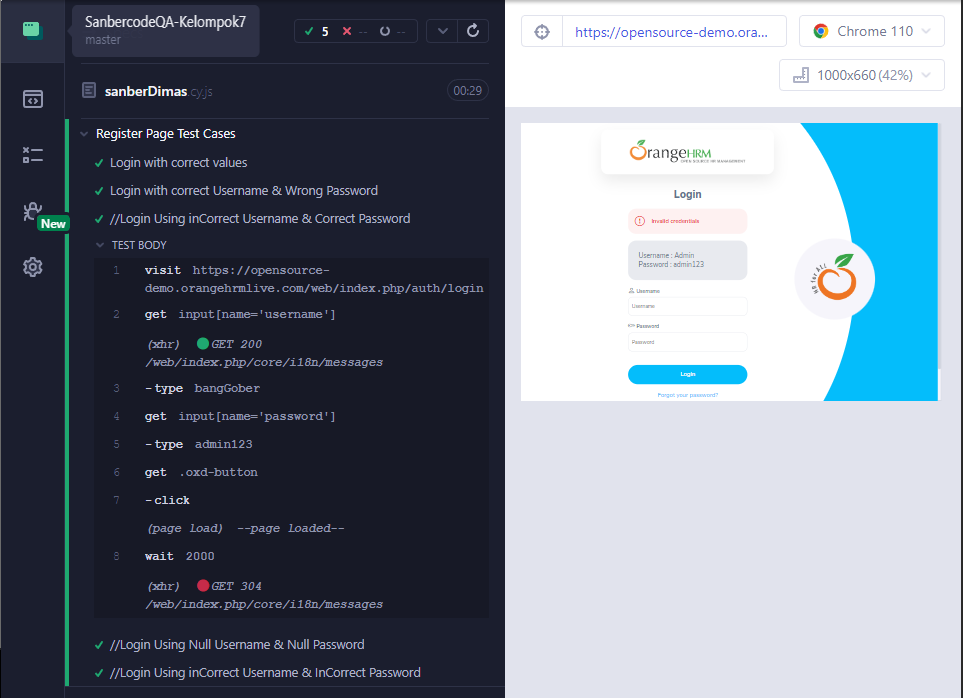 SanbercodeQA-Kelompok7
master
5 -- --
sanberDimas.cy.js 00:29
New
Register Page Test Cases
Login with correct values
Login with correct Username & Wrong Password
//Login Using inCorrect Username & Correct Password
TEST BODY
1 visit https://opensource-
demo.orangehrmlive.com/web/index.php/auth/login
2 get input[name='username']
(xhr) GET 200
/web/index.php/core/i18n/messages
3 -type bangGober
4 get input[name='password']
5 -type admin123
6 get .oxd-button
7 -click
(page load) --page loaded--
8 wait 2000
(xhr) GET 304
/web/index.php/core/i18n/messages
//Login Using Null Username & Null Password
//Login Using inCorrect Username & InCorrect Password
https://opensource-demo.ora...
Chrome 110
1000x660 (42%)
OrangeHRM
OPEN SOURCE HR MANAGEMENT
Login
Invalid credentials
Username : Admin
Password : admin123
Username
Username
Password
Password
Login
Forgot your password?